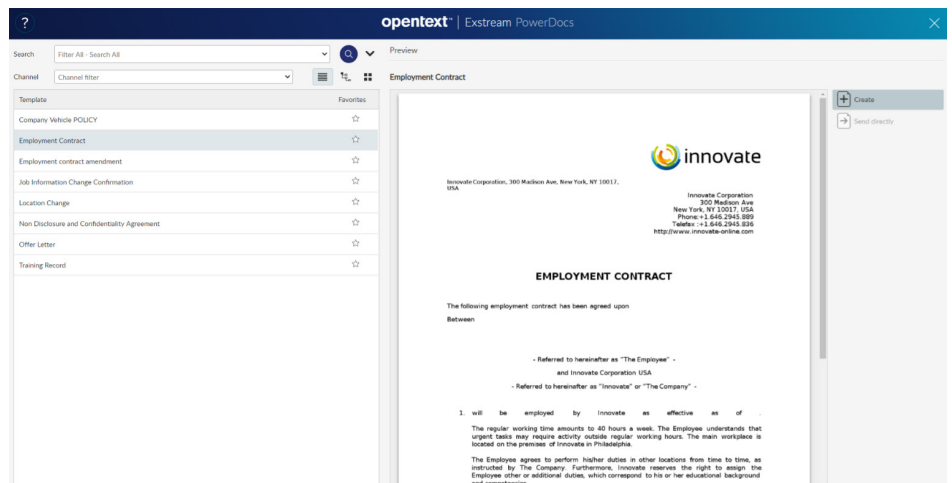 ?
opentext™ | Exstream PowerDocs
Search
Filter All - Search All
Preview
Channel
Channel filter
Employment Contract
Template
Favorites
Company Vehicle POLICY
Employment Contract
Employment contract amendment
Job Information Change Confirmation
Location Change
Non Disclosure and Confidentiality Agreement
Offer Letter
Training Record
innovate
Innovate Corporation, 300 Madison Ave, New York, NY 10017,
USA
Innovate Corporation
300 Madison Ave
New York, NY 10017, USA
Phone:+1.646.2945.889
Telefax :+1.646.2945.836
http://www.innovate-online.com
EMPLOYMENT CONTRACT
The following employment contract has been agreed upon
Between
- Referred to hereinafter as "The Employee" -
and Innovate Corporation USA
- Referred to hereinafter as "Innovate" or "The Company" -
1. will be employed by Innovate as effective as of .
The regular working time amounts to 40 hours a week. The Employee understands that
urgent tasks may require activity outside regular working hours. The main workplace is
located on the premises of Innovate in Philadelphia.
The Employee agrees to perform his/her duties in other locations from time to time, as
instructed by The Company. Furthermore, Innovate reserves the right to assign the
Employee other or additional duties, which correspond to his or her educational background
and competencies.
Create
Send directly